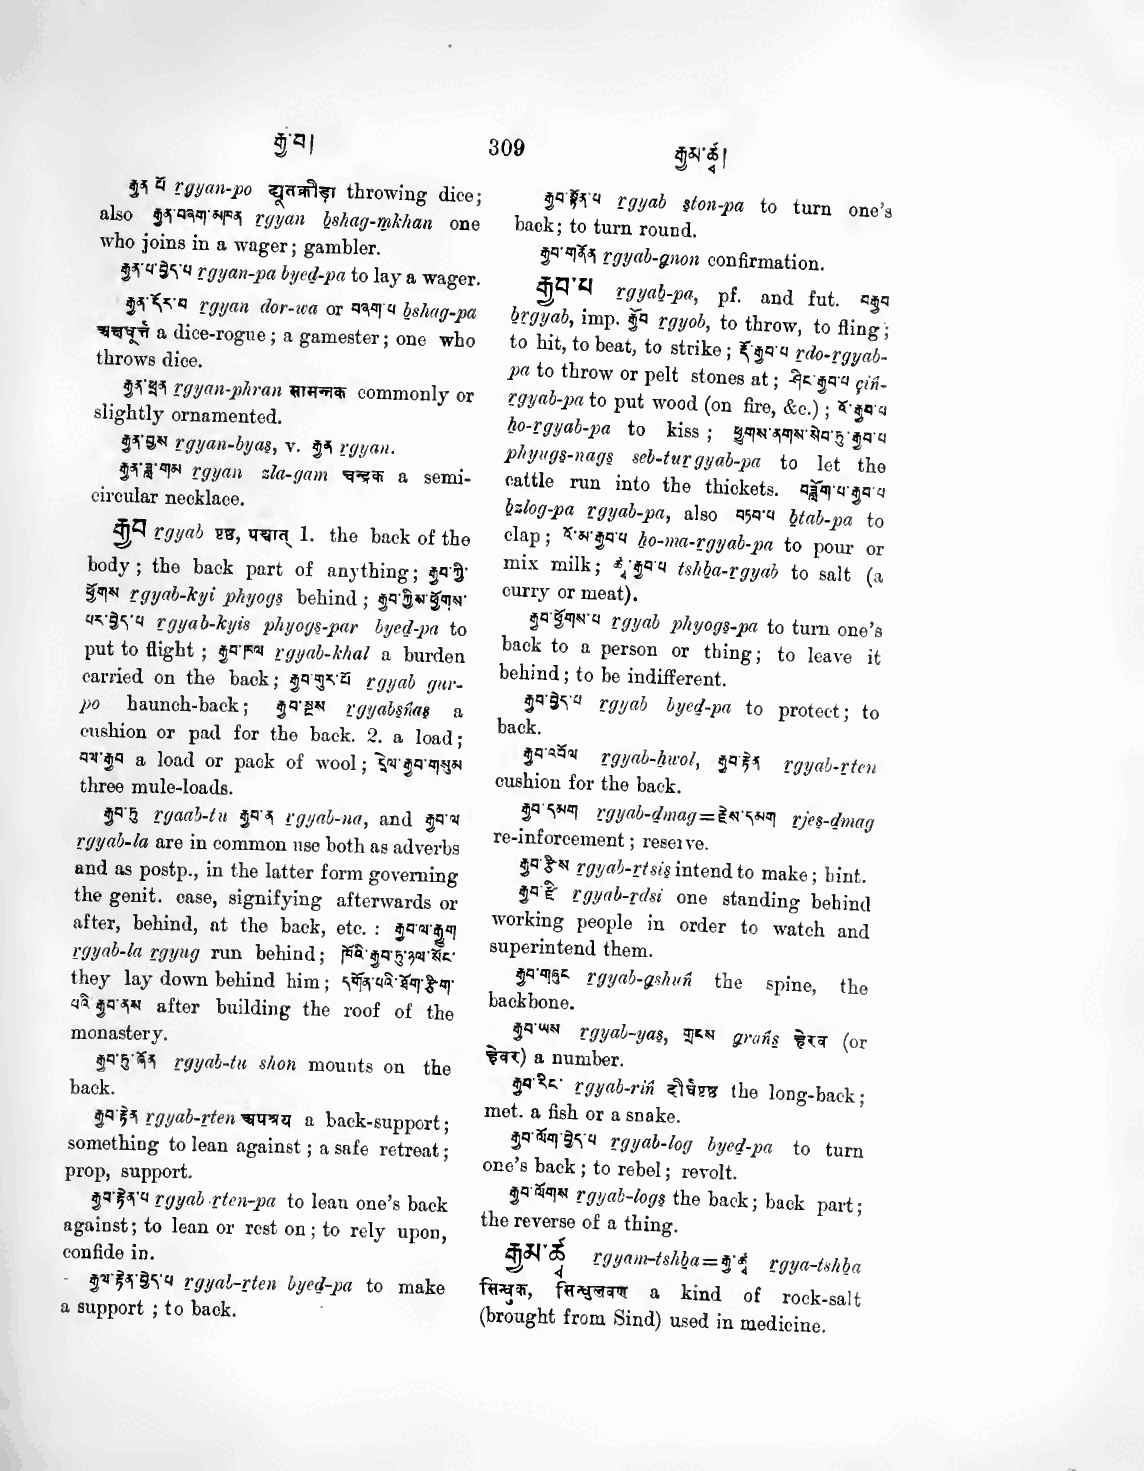 རྒྱ་བ།
309
རྒྱམ་ཚྭ།
རྒྱན་པོ rgyan-po द्यूतक्रीड़ा throwing dice;
also རྒྱན་བཞག་མཁན rgyan bshag-mkhan one
who joins in a wager; gambler.
རྒྱན་པ་བྱེད་པ rgyan-pa byed-pa to lay a wager.
རྒྱན་དོར་བ rgyan dor-wa or བཞག་པ bshag-pa
अक्षधूर्त्त a dice-rogue; a gamester; one who
throws dice.
རྒྱན་ཕྲན rgyan-phran सामन्तक commonly or
slightly ornamented.
རྒྱན་བྱས rgyan-byas, v. རྒྱན rgyan.
རྒྱན་ཟླ་གམ rgyan zla-gam चन्द्रक a semi-
circular necklace.
རྒྱབ rgyab पृष्ठ, पश्चात् 1. the back of the
body; the back part of anything; རྒྱབ་ཀྱི་
ཕྱོགས rgyab-kyi phyogs behind; རྒྱབ་ཀྱིས་ཕྱོགས་
པར་བྱེད་པ rgyab-kyis phyogs-par byed-pa to
put to flight; རྒྱབ་ཁལ rgyab-khal a burden
carried on the back; རྒྱབ་གུར་པོ rgyab gur-
po haunch-back; རྒྱབ་སྔས rgyabsñas a
cushion or pad for the back. 2. a load;
བལ་རྒྱབ a load or pack of wool; དྲེལ་རྒྱབ་གསུམ
three mule-loads.
རྒྱབ་ཏུ rgaab-tu རྒྱབ་ན rgyab-na, and རྒྱབ་ལ
rgyab-la are in common use both as adverbs
and as postp., in the latter form governing
the genit. case, signifying afterwards or
after, behind, at the back, etc.: རྒྱབ་ལ་རྒྱུག
rgyab-la rgyug run behind; ཁོའི་རྒྱབ་ཏུ་ཉལ་སོང་
they lay down behind him; དགོན་པའི་ཐོག་རྩིག་
པའི་རྒྱབ་ནས after building the roof of the
monastery.
རྒྱབ་ཏུ་ཞོན rgyab-tu shon mounts on the
back.
རྒྱབ་རྟེན rgyab-rten अपश्रय a back-support;
something to lean against; a safe retreat;
prop, support.
རྒྱབ་རྟེན་པ rgyab rten-pa to lean one's back
against; to lean or rest on; to rely upon,
confide in.
རྒྱབ་རྟེན་བྱེད་པ rgyab-rten byed-pa to make
a support; to back.
རྒྱབ་སྟོན་པ rgyab ston-pa to turn one's
back; to turn round.
རྒྱབ་གནོན rgyab-gnon confirmation.
རྒྱབ་པ rgyab-pa, pf. and fut. བརྒྱབ
brgyab, imp. རྒྱོབ rgyob, to throw, to fling;
to hit, to beat, to strike; རྡོ་རྒྱབ་པ rdo-rgyab-
pa to throw or pelt stones at; ཤིང་རྒྱབ་པ çiñ-
rgyab-pa to put wood (on fire, &c.); འོ་རྒྱབ་པ
ho-rgyab-pa to kiss; ཕྱུགས་ནགས་སེབ་ཏུ་རྒྱབ་པ
phyugs-nags seb-tur gyab-pa to let the
cattle run into the thickets. བཟློག་པ་རྒྱབ་པ
bzlog-pa rgyab-pa, also བཏབ་པ btab-pa to
clap; འོ་མ་རྒྱབ་པ ho-ma-rgyab-pa to pour or
mix milk; ཚྭ་རྒྱབ་པ tshba-rgyab to salt (a
curry or meat).
རྒྱབ་ཕྱོགས་པ rgyab phyogs-pa to turn one's
back to a person or thing; to leave it
behind; to be indifferent.
རྒྱབ་བྱེད་པ rgyab byed-pa to protect; to
back.
རྒྱབ་འབོལ rgyab-hwol, རྒྱབ་རྟེན rgyab-rten
cushion for the back.
རྒྱབ་དམག rgyab-dmag=རྗེས་དམག rjes-dmag
re-inforcement; reserve.
རྒྱབ་རྩིས rgyab-rtsis intend to make; hint.
རྒྱབ་རྫི rgyab-rdsi one standing behind
working people in order to watch and
superintend them.
རྒྱབ་གཞུང rgyab-gshuñ the spine, the
backbone.
རྒྱབ་ཡས rgyab-yas, གྲངས grañs हेरव (or
हेवर) a number.
རྒྱབ་རིང་ rgyab-riñ दीर्घपृष्ठ the long-back;
met. a fish or a snake.
རྒྱབ་ལོག་བྱེད་པ rgyab-log byed-pa to turn
one's back; to rebel; revolt.
རྒྱབ་ལོགས rgyab-logs the back; back part;
the reverse of a thing.
རྒྱམ་ཚྭ rgyam-tshba=རྒྱ་ཚྭ rgya-tshba
सिन्धुक, सिन्धुलवण a kind of rock-salt
(brought from Sind) used in medicine.